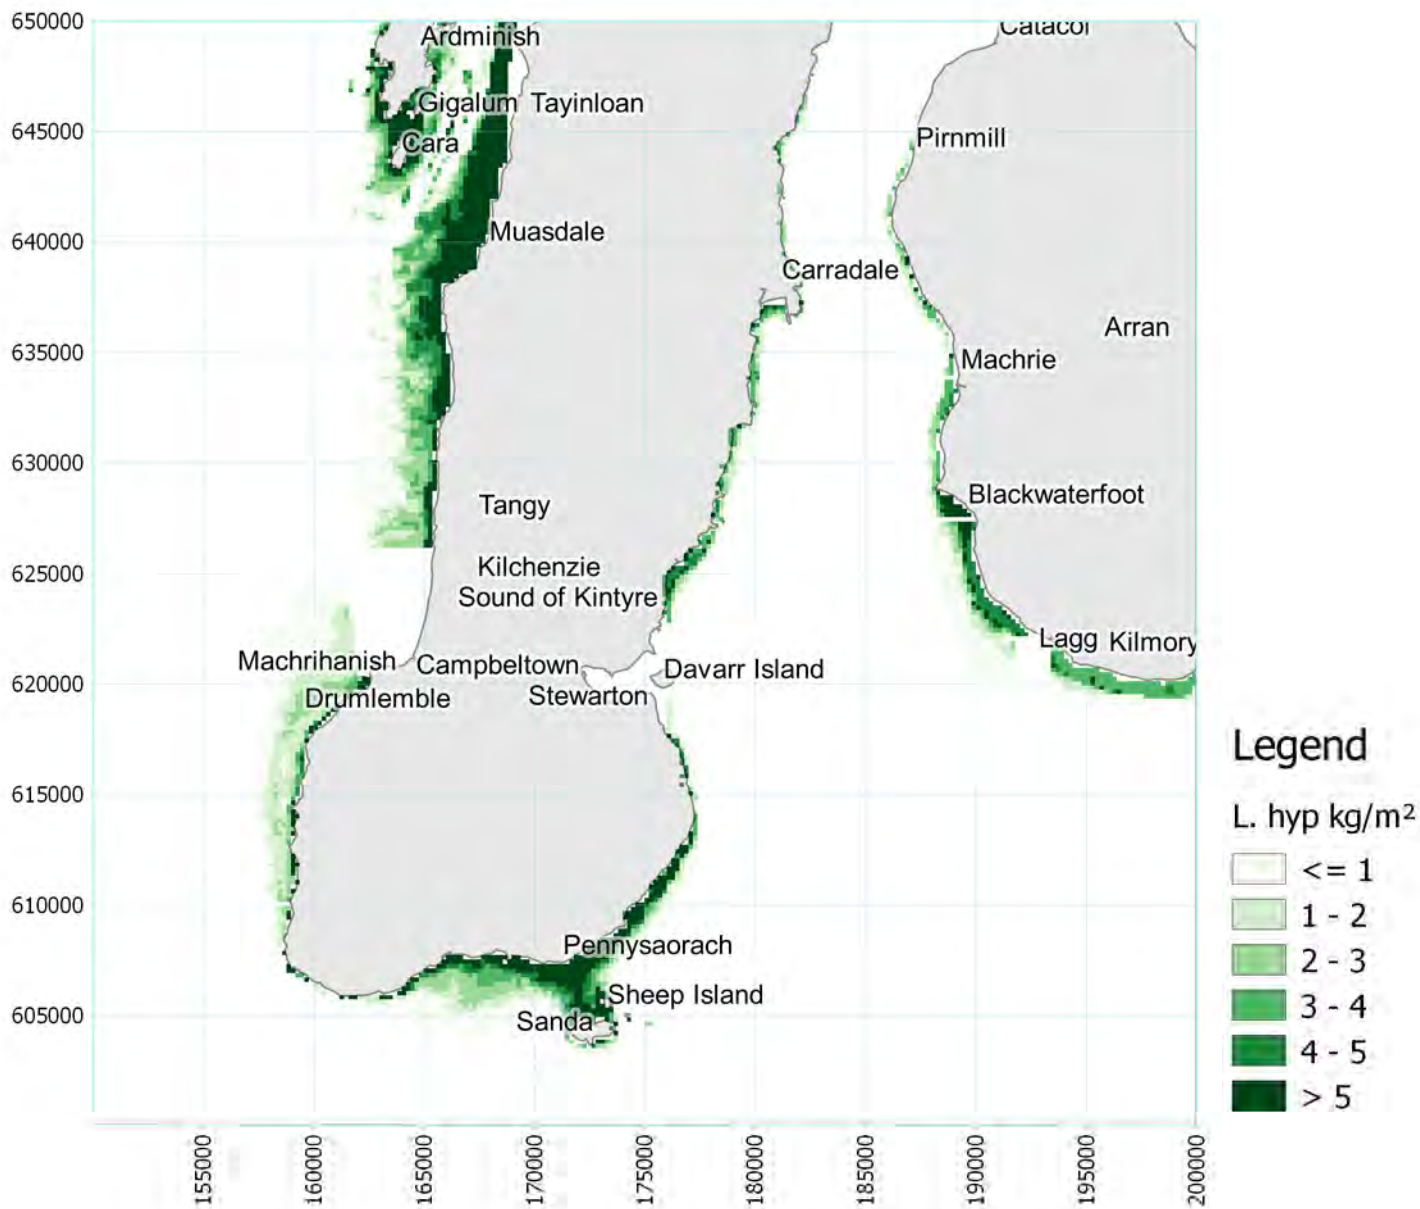 650000
Ardminish
Catacol
Gigalum Tayinloan
645000
Pirnmill
Cara
640000
Muasdale
Carradale
Arran
635000
Machrie
630000
Blackwaterfoot
Tangy
625000
Kilchenzie
Sound of Kintyre
Lagg Kilmory
Machrihanish Campbeltown Davarr Island
620000
Drumlemble Stewarton
Legend
615000
L. hyp kg/m²
<= 1
610000
1 - 2
Pennysaorach
2 - 3
Sheep Island
605000
Sanda
3 - 4
4 - 5
> 5
155000
160000
165000
170000
175000
180000
185000
190000
195000
200000